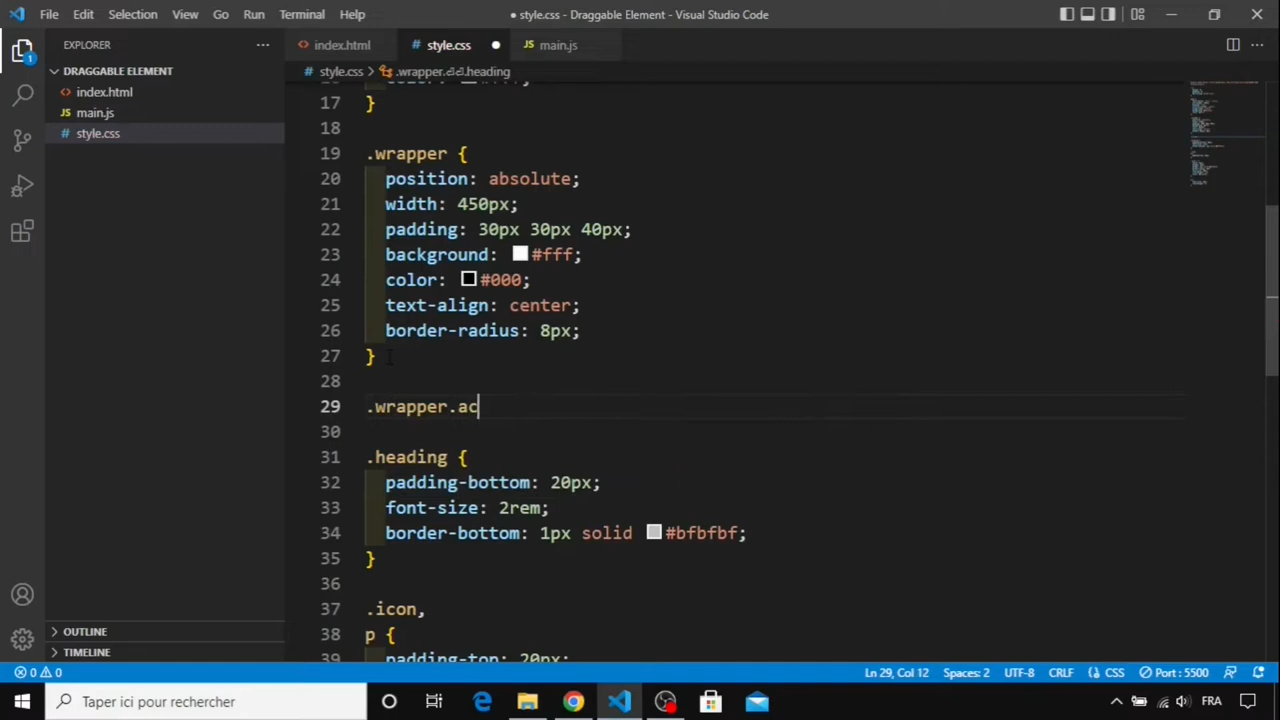 File Edit Selection View Go Run Terminal Help
● style.css - Draggable Element - Visual Studio Code
EXPLORER
DRAGGABLE ELEMENT
index.html
main.js
style.css
OUTLINE
TIMELINE
index.html
style.css
main.js
style.css > .wrapper.⏎⏎.heading
17 }
18
19 .wrapper {
20 position: absolute;
21 width: 450px;
22 padding: 30px 30px 40px;
23 background: #fff;
24 color: #000;
25 text-align: center;
26 border-radius: 8px;
27 }
28
29 .wrapper.ac
30
31 .heading {
32 padding-bottom: 20px;
33 font-size: 2rem;
34 border-bottom: 1px solid #bfbfbf;
35 }
36
37 .icon,
38 p {
39 padding-top: 20px;
0 0 Ln 29, Col 12 Spaces: 2 UTF-8 CRLF {} CSS Port : 5500
Taper ici pour rechercher
FRA